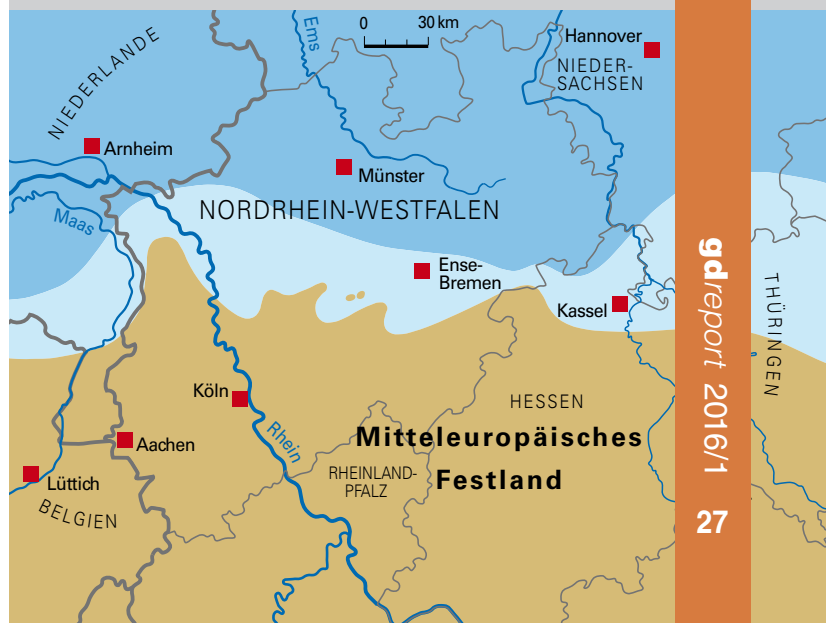 0 30 km
Ems
Hannover
NIEDER-
SACHSEN
NIEDERLANDE
Arnheim
Münster
Maas
NORDRHEIN-WESTFALEN
Ense-
Bremen
Kassel
THÜRINGEN
Köln
Rhein
HESSEN
Mitteleuropäisches
Festland
Aachen
RHEINLAND-
PFALZ
Lüttich
BELGIEN
gdreport 2016/1
27